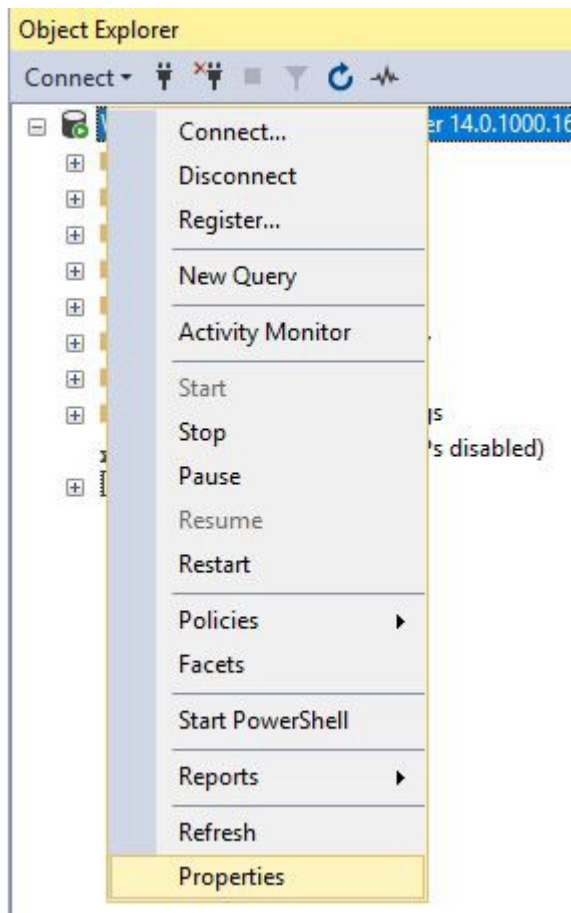 Object Explorer
Connect
er 14.0.1000.16
Connect...
Disconnect
Register...
New Query
Activity Monitor
Start
Stop
gs
Pause
's disabled)
Resume
Restart
Policies
Facets
Start PowerShell
Reports
Refresh
Properties